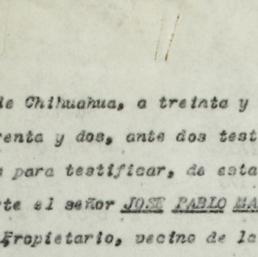 de Chihuahua, a treinta y
renta y dos, ante dos test
para testificar, de esta
te el señor JOSE PABLO MA
Propietario, vecino de la